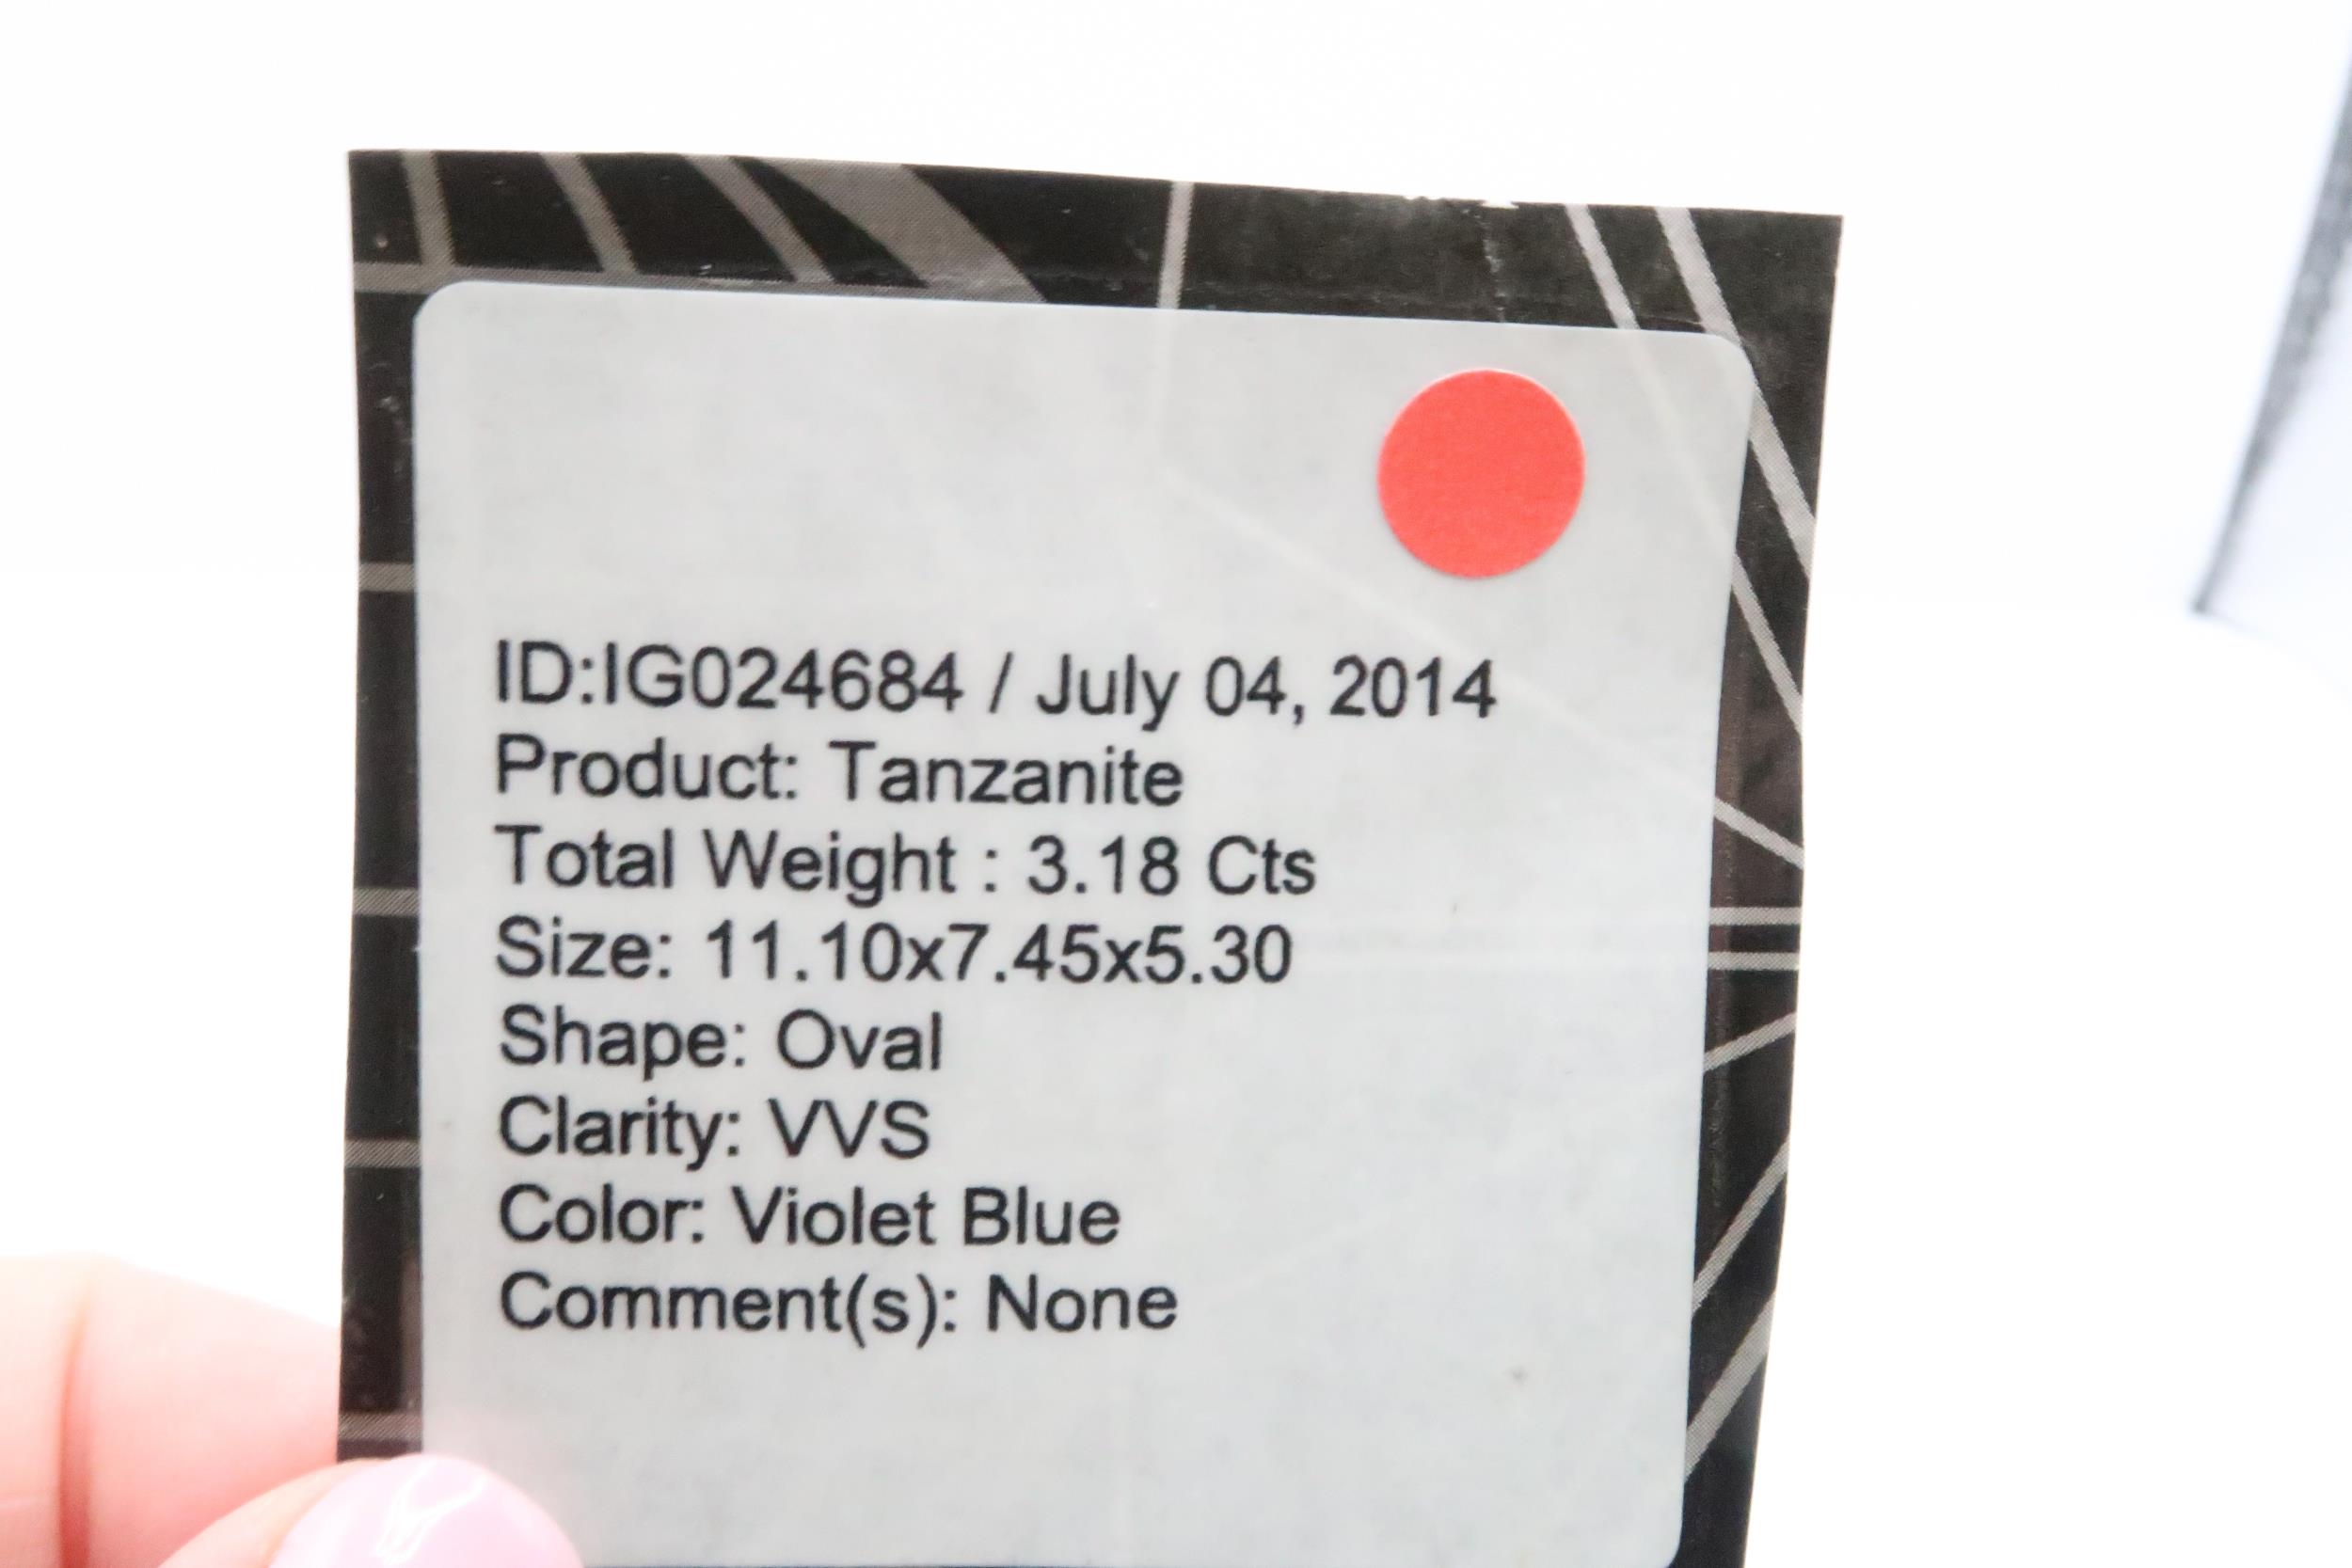 ID:IG024684 / July 04, 2014
Product: Tanzanite
Total Weight : 3.18 Cts
Size: 11.10x7.45x5.30
Shape: Oval
Clarity: VVS
Color: Violet Blue
Comment(s): None